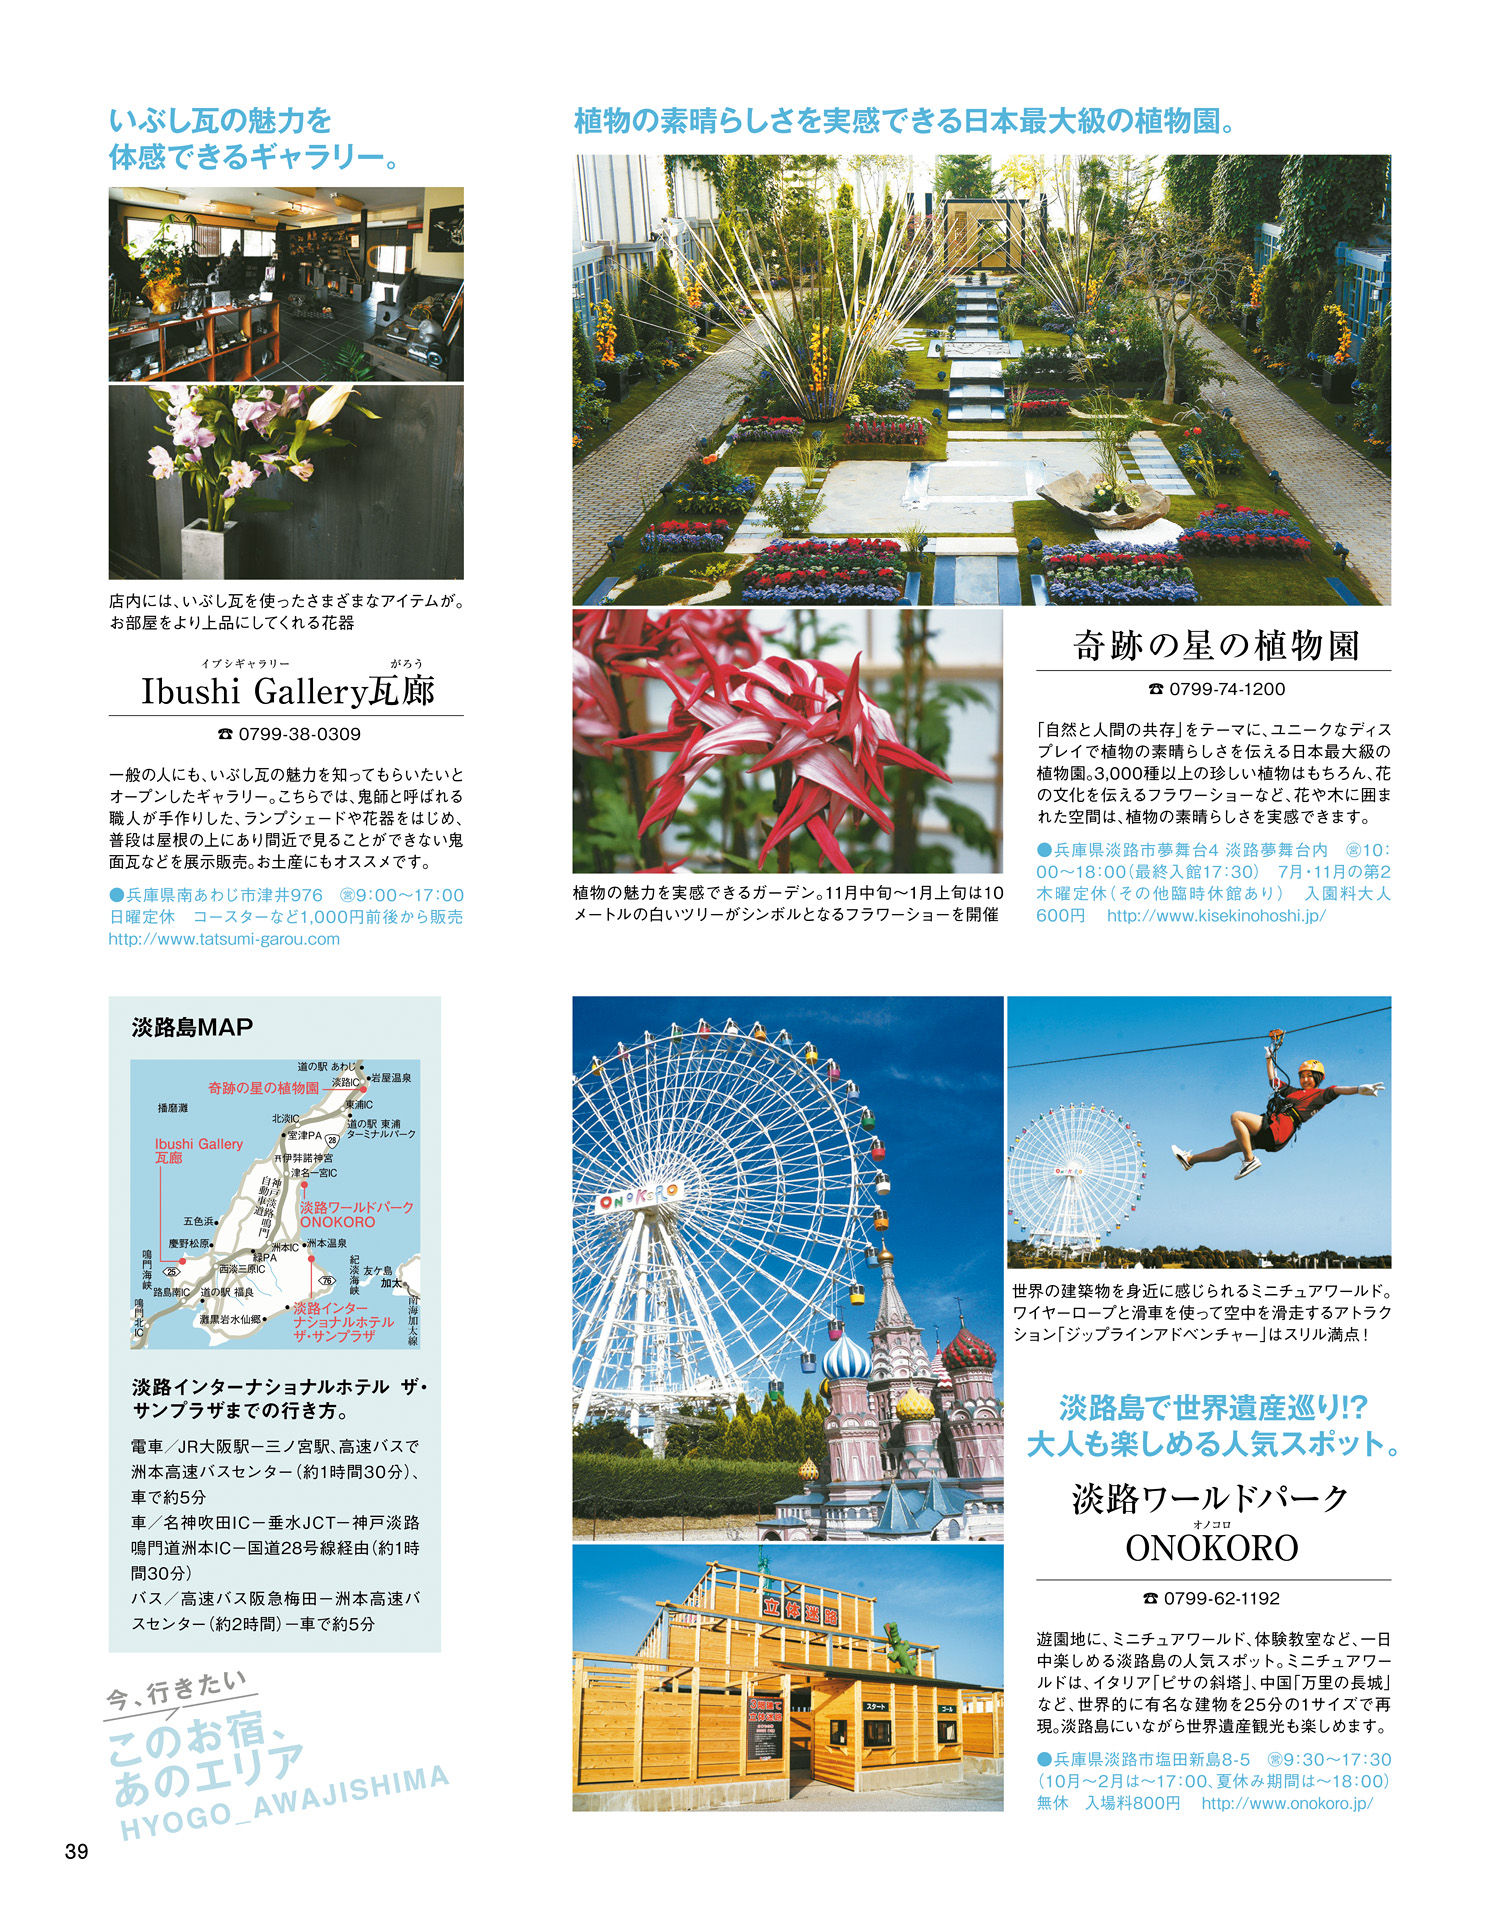 いぶし瓦の魅力を
体感できるギャラリー。
店内には、いぶし瓦を使ったさまざまなアイテムが。
お部屋をより上品にしてくれる花器
イブシギャラリー がろう
Ibushi Gallery瓦廊
☎ 0799-38-0309
一般の人にも、いぶし瓦の魅力を知ってもらいたいと
オープンしたギャラリー。こちらでは、鬼師と呼ばれる
職人が手作りした、ランプシェードや花器をはじめ、
普段は屋根の上にあり間近で見ることができない鬼
面瓦などを展示販売。お土産にもオススメです。
●兵庫県南あわじ市津井976 ㊡9:00〜17:00
日曜定休 コースターなど1,000円前後から販売
http://www.tatsumi-garou.com
植物の素晴らしさを実感できる日本最大級の植物園。
植物の魅力を実感できるガーデン。11月中旬〜1月上旬は10
メートルの白いツリーがシンボルとなるフラワーショーを開催
奇跡の星の植物園
☎ 0799-74-1200
「自然と人間の共存」をテーマに、ユニークなディス
プレイで植物の素晴らしさを伝える日本最大級の
植物園。3,000種以上の珍しい植物はもちろん、花
の文化を伝えるフラワーショーなど、花や木に囲ま
れた空間は、植物の素晴らしさを実感できます。
●兵庫県淡路市夢舞台4 淡路夢舞台内 営10:
00〜18:00(最終入館17:30) 7月・11月の第2
木曜定休(その他臨時休館あり) 入園料大人
600円 http://www.kisekinohoshi.jp/
淡路島MAP
道の駅 あわじ
淡路IC
岩屋温泉
奇跡の星の植物園
播磨灘
東浦IC
北淡IC
道の駅 東浦
ターミナルパーク
室津PA
28
Ibushi Gallery
瓦廊
伊弉諾神宮
津名一宮IC
神戸淡路鳴門
自動車道
淡路ワールドパーク
ONOKORO
五色浜
慶野松原
洲本IC
洲本温泉
緑PA
鳴門海峡
25
西淡三原IC
紀淡海峡
友ケ島
加太
76
淡路島南IC
道の駅 福良
鳴門北IC
淡路インター
ナショナルホテル
ザ・サンプラザ
灘黒岩水仙郷
南海加太線
淡路インターナショナルホテル ザ・
サンプラザまでの行き方。
電車/JR大阪駅ー三ノ宮駅、高速バスで
洲本高速バスセンター(約1時間30分)、
車で約5分
車/名神吹田ICー垂水JCTー神戸淡路
鳴門道洲本ICー国道28号線経由(約1時
間30分)
バス/高速バス阪急梅田ー洲本高速バ
スセンター(約2時間)ー車で約5分
今、行きたい
このお宿、
あのエリア
HYOGO_AWAJISHIMA
39
ONOKORO
ONOKORO
世界の建築物を身近に感じられるミニチュアワールド。
ワイヤーロープと滑車を使って空中を滑走するアトラク
ション「ジップラインアドベンチャー」はスリル満点!
立体迷路
3階建て
立体迷路
スタート
ゴール
淡路島で世界遺産巡り!?
大人も楽しめる人気スポット。
淡路ワールドパーク
オノコロ
ONOKORO
☎ 0799-62-1192
遊園地に、ミニチュアワールド、体験教室など、一日
中楽しめる淡路島の人気スポット。ミニチュアワー
ルドは、イタリア「ピサの斜塔」、中国「万里の長城」
など、世界的に有名な建物を25分の1サイズで再
現。淡路島にいながら世界遺産観光も楽しめます。
●兵庫県淡路市塩田新島8-5 営9:30〜17:30
(10月〜2月は〜17:00、夏休み期間は〜18:00)
無休 入場料800円 http://www.onokoro.jp/